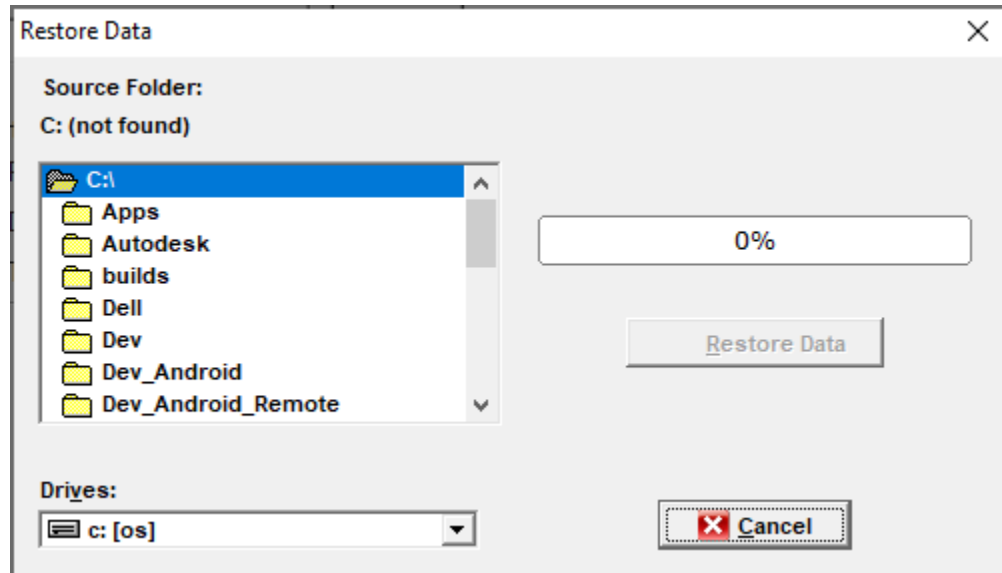 Restore Data
Source Folder:
C: (not found)
C:\
Apps
Autodesk
builds
Dell
Dev
Dev_Android
Dev_Android_Remote
0%
Restore Data
Drives:
c: [os]
Cancel